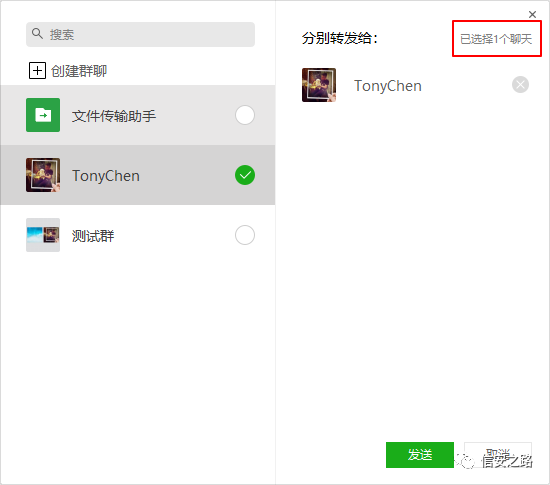 搜索
创建群聊
文件传输助手
TonyChen
测试群
分别转发给：
已选择1个聊天
TonyChen
发送
取消
信安之路